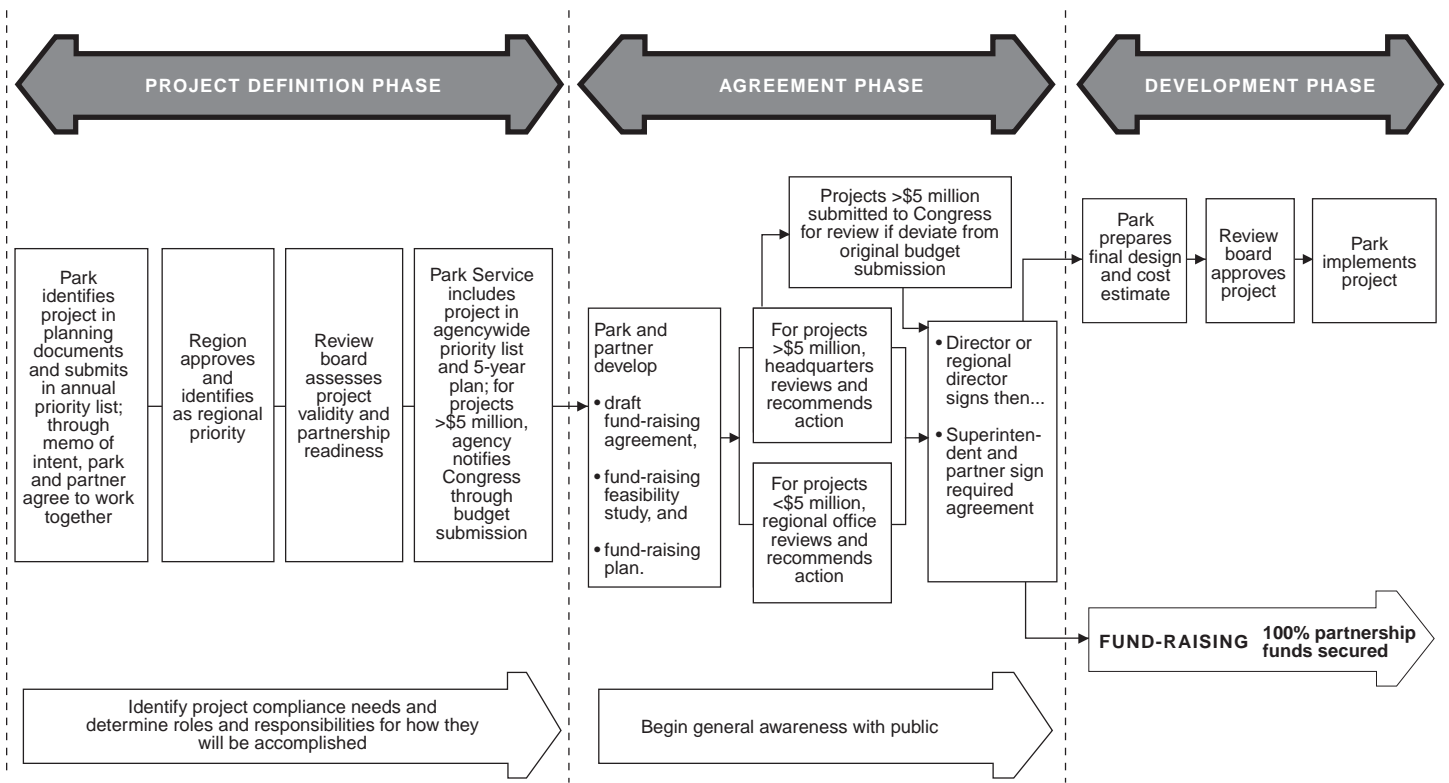 PROJECT DEFINITION PHASE
AGREEMENT PHASE
DEVELOPMENT PHASE
Park
identifies
project in
planning
documents
and submits
in annual
priority list;
through
memo of
intent, park
and partner
agree to work
together
Region
approves
and
identifies
as regional
priority
Review
board
assesses
project
validity and
partnership
readiness
Park Service
includes
project in
agencywide
priority list
and 5-year
plan; for
projects
>$5 million,
agency
notifies
Congress
through
budget
submission
Park and
partner
develop
• draft
fund-raising
agreement,
• fund-raising
feasibility
study, and
• fund-raising
plan.
Projects >$5 million
submitted to Congress
for review if deviate from
original budget
submission
For projects
>$5 million,
headquarters
reviews and
recommends
action
For projects
<$5 million,
regional office
reviews and
recommends
action
• Director or
regional
director
signs then...
• Superinten-
dent and
partner sign
required
agreement
Park
prepares
final design
and cost
estimate
Review
board
approves
project
Park
implements
project
FUND-RAISING 100% partnership
funds secured
Identify project compliance needs and
determine roles and responsibilities for how they
will be accomplished
Begin general awareness with public